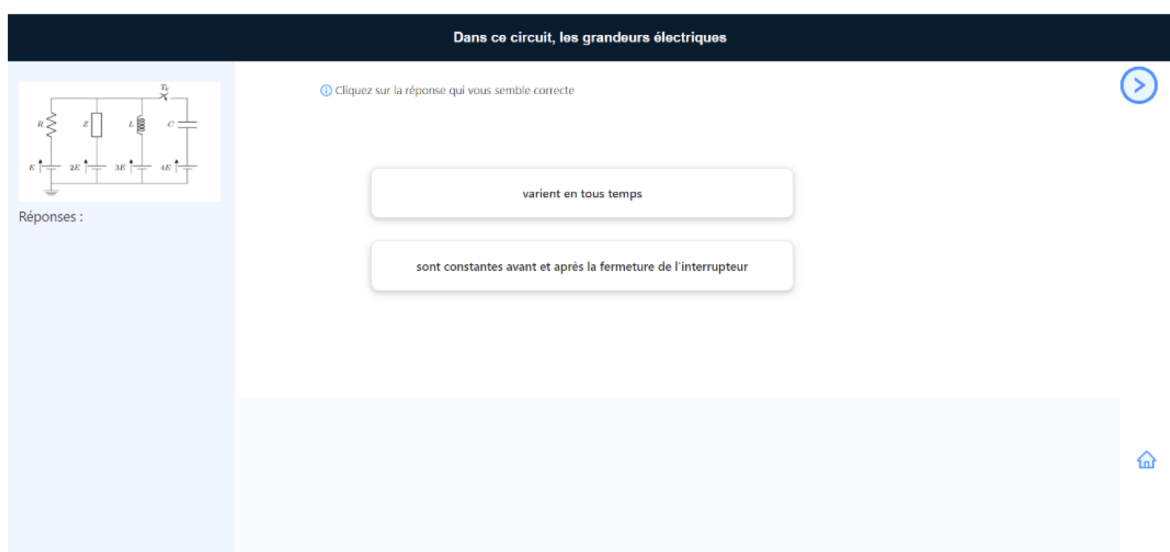 Dans ce circuit, les grandeurs électriques
Cliquez sur la réponse qui vous semble correcte
R
Z
L
C
E
2E
3E
4E
Réponses :
varient en tous temps
sont constantes avant et après la fermeture de l'interrupteur